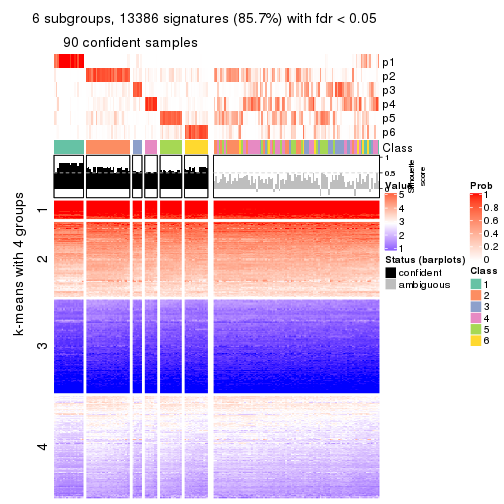 6 subgroups, 13386 signatures (85.7%) with fdr < 0.05
90 confident samples
p1
p2
p3
p4
p5
p6
Class
1
0.5
0
Silhouette
score
k-means with 4 groups
1
2
3
4
Value
5
4
3
2
1
Status (barplots)
confident
ambiguous
Prob
1
0.8
0.6
0.4
0.2
0
Class
1
2
3
4
5
6